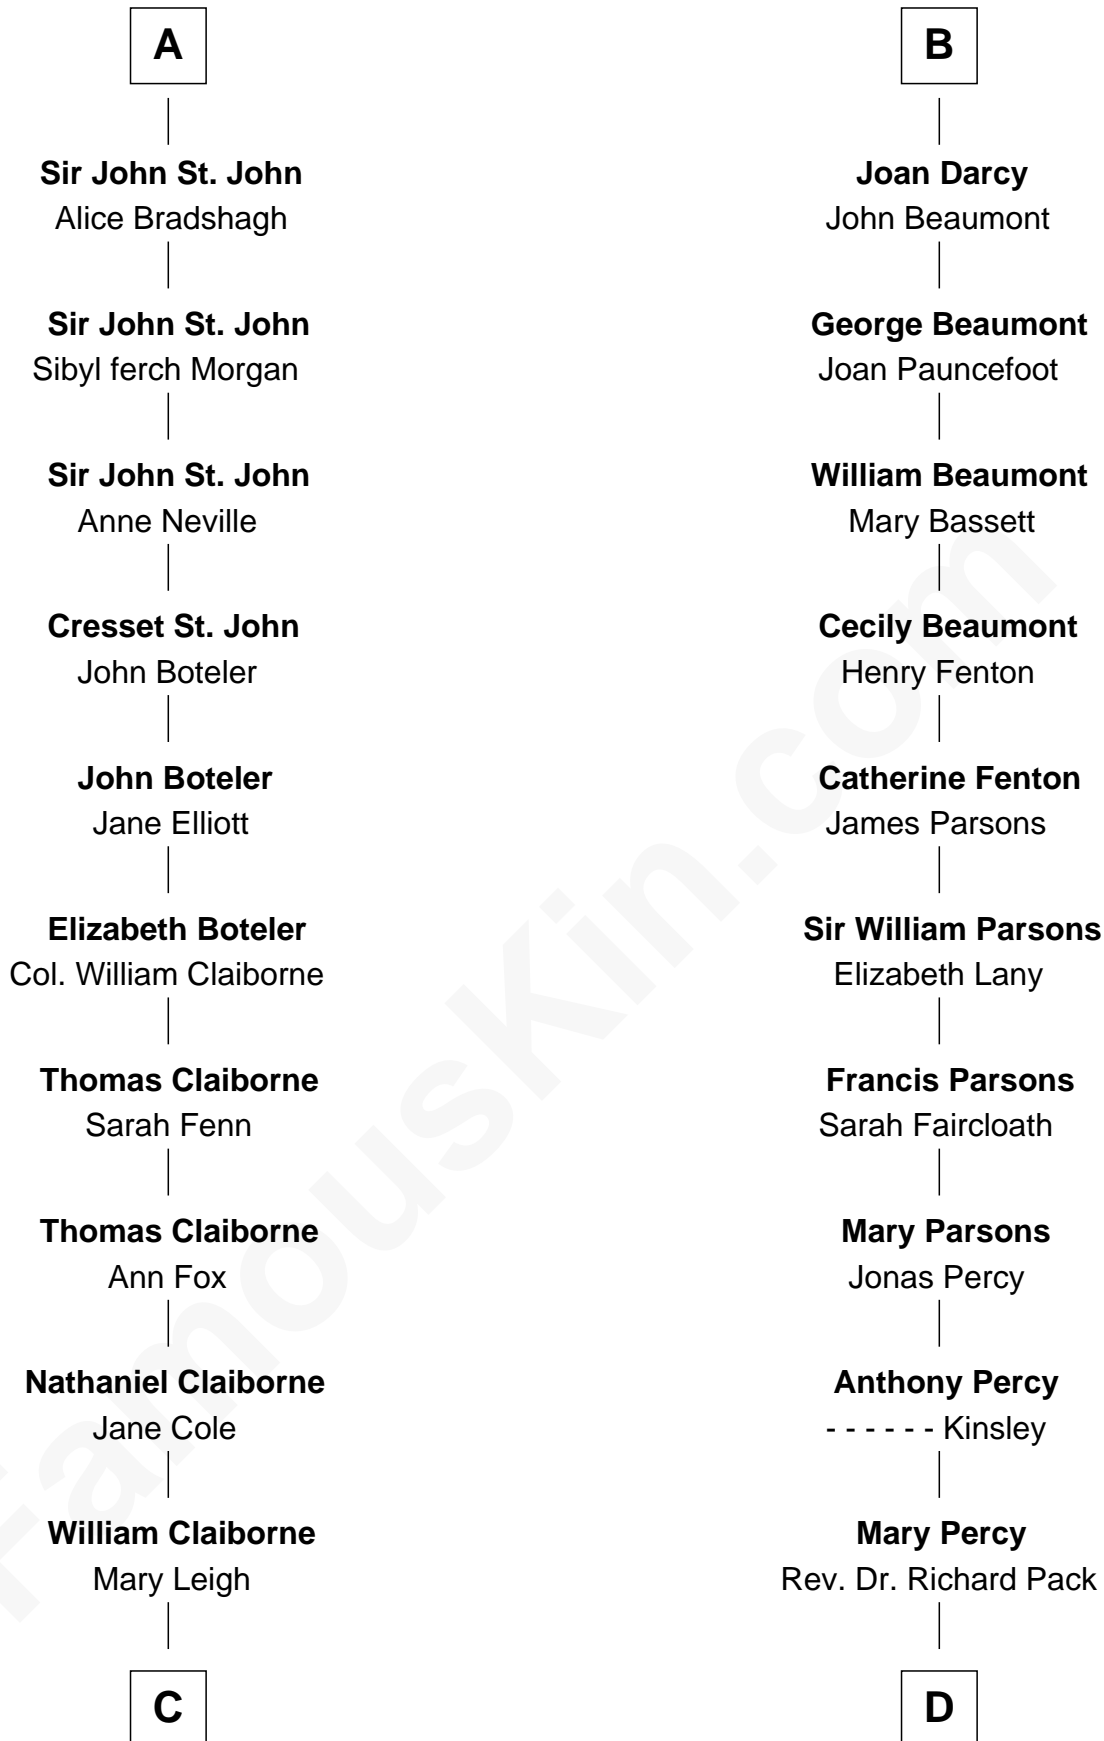 A
Sir John St. John
Alice Bradshagh
Sir John St. John
Sibyl ferch Morgan
Sir John St. John
Anne Neville
Cresset St. John
John Boteler
John Boteler
Jane Elliott
Elizabeth Boteler
Col. William Claiborne
Thomas Claiborne
Sarah Fenn
Thomas Claiborne
Ann Fox
Nathaniel Claiborne
Jane Cole
William Claiborne
Mary Leigh
C
B
Joan Darcy
John Beaumont
George Beaumont
Joan Pauncefoot
William Beaumont
Mary Bassett
Cecily Beaumont
Henry Fenton
Catherine Fenton
James Parsons
Sir William Parsons
Elizabeth Lany
Francis Parsons
Sarah Faircloath
Mary Parsons
Jonas Percy
Anthony Percy
- - - - - - Kinsley
Mary Percy
Rev. Dr. Richard Pack
D
FamousKin.com